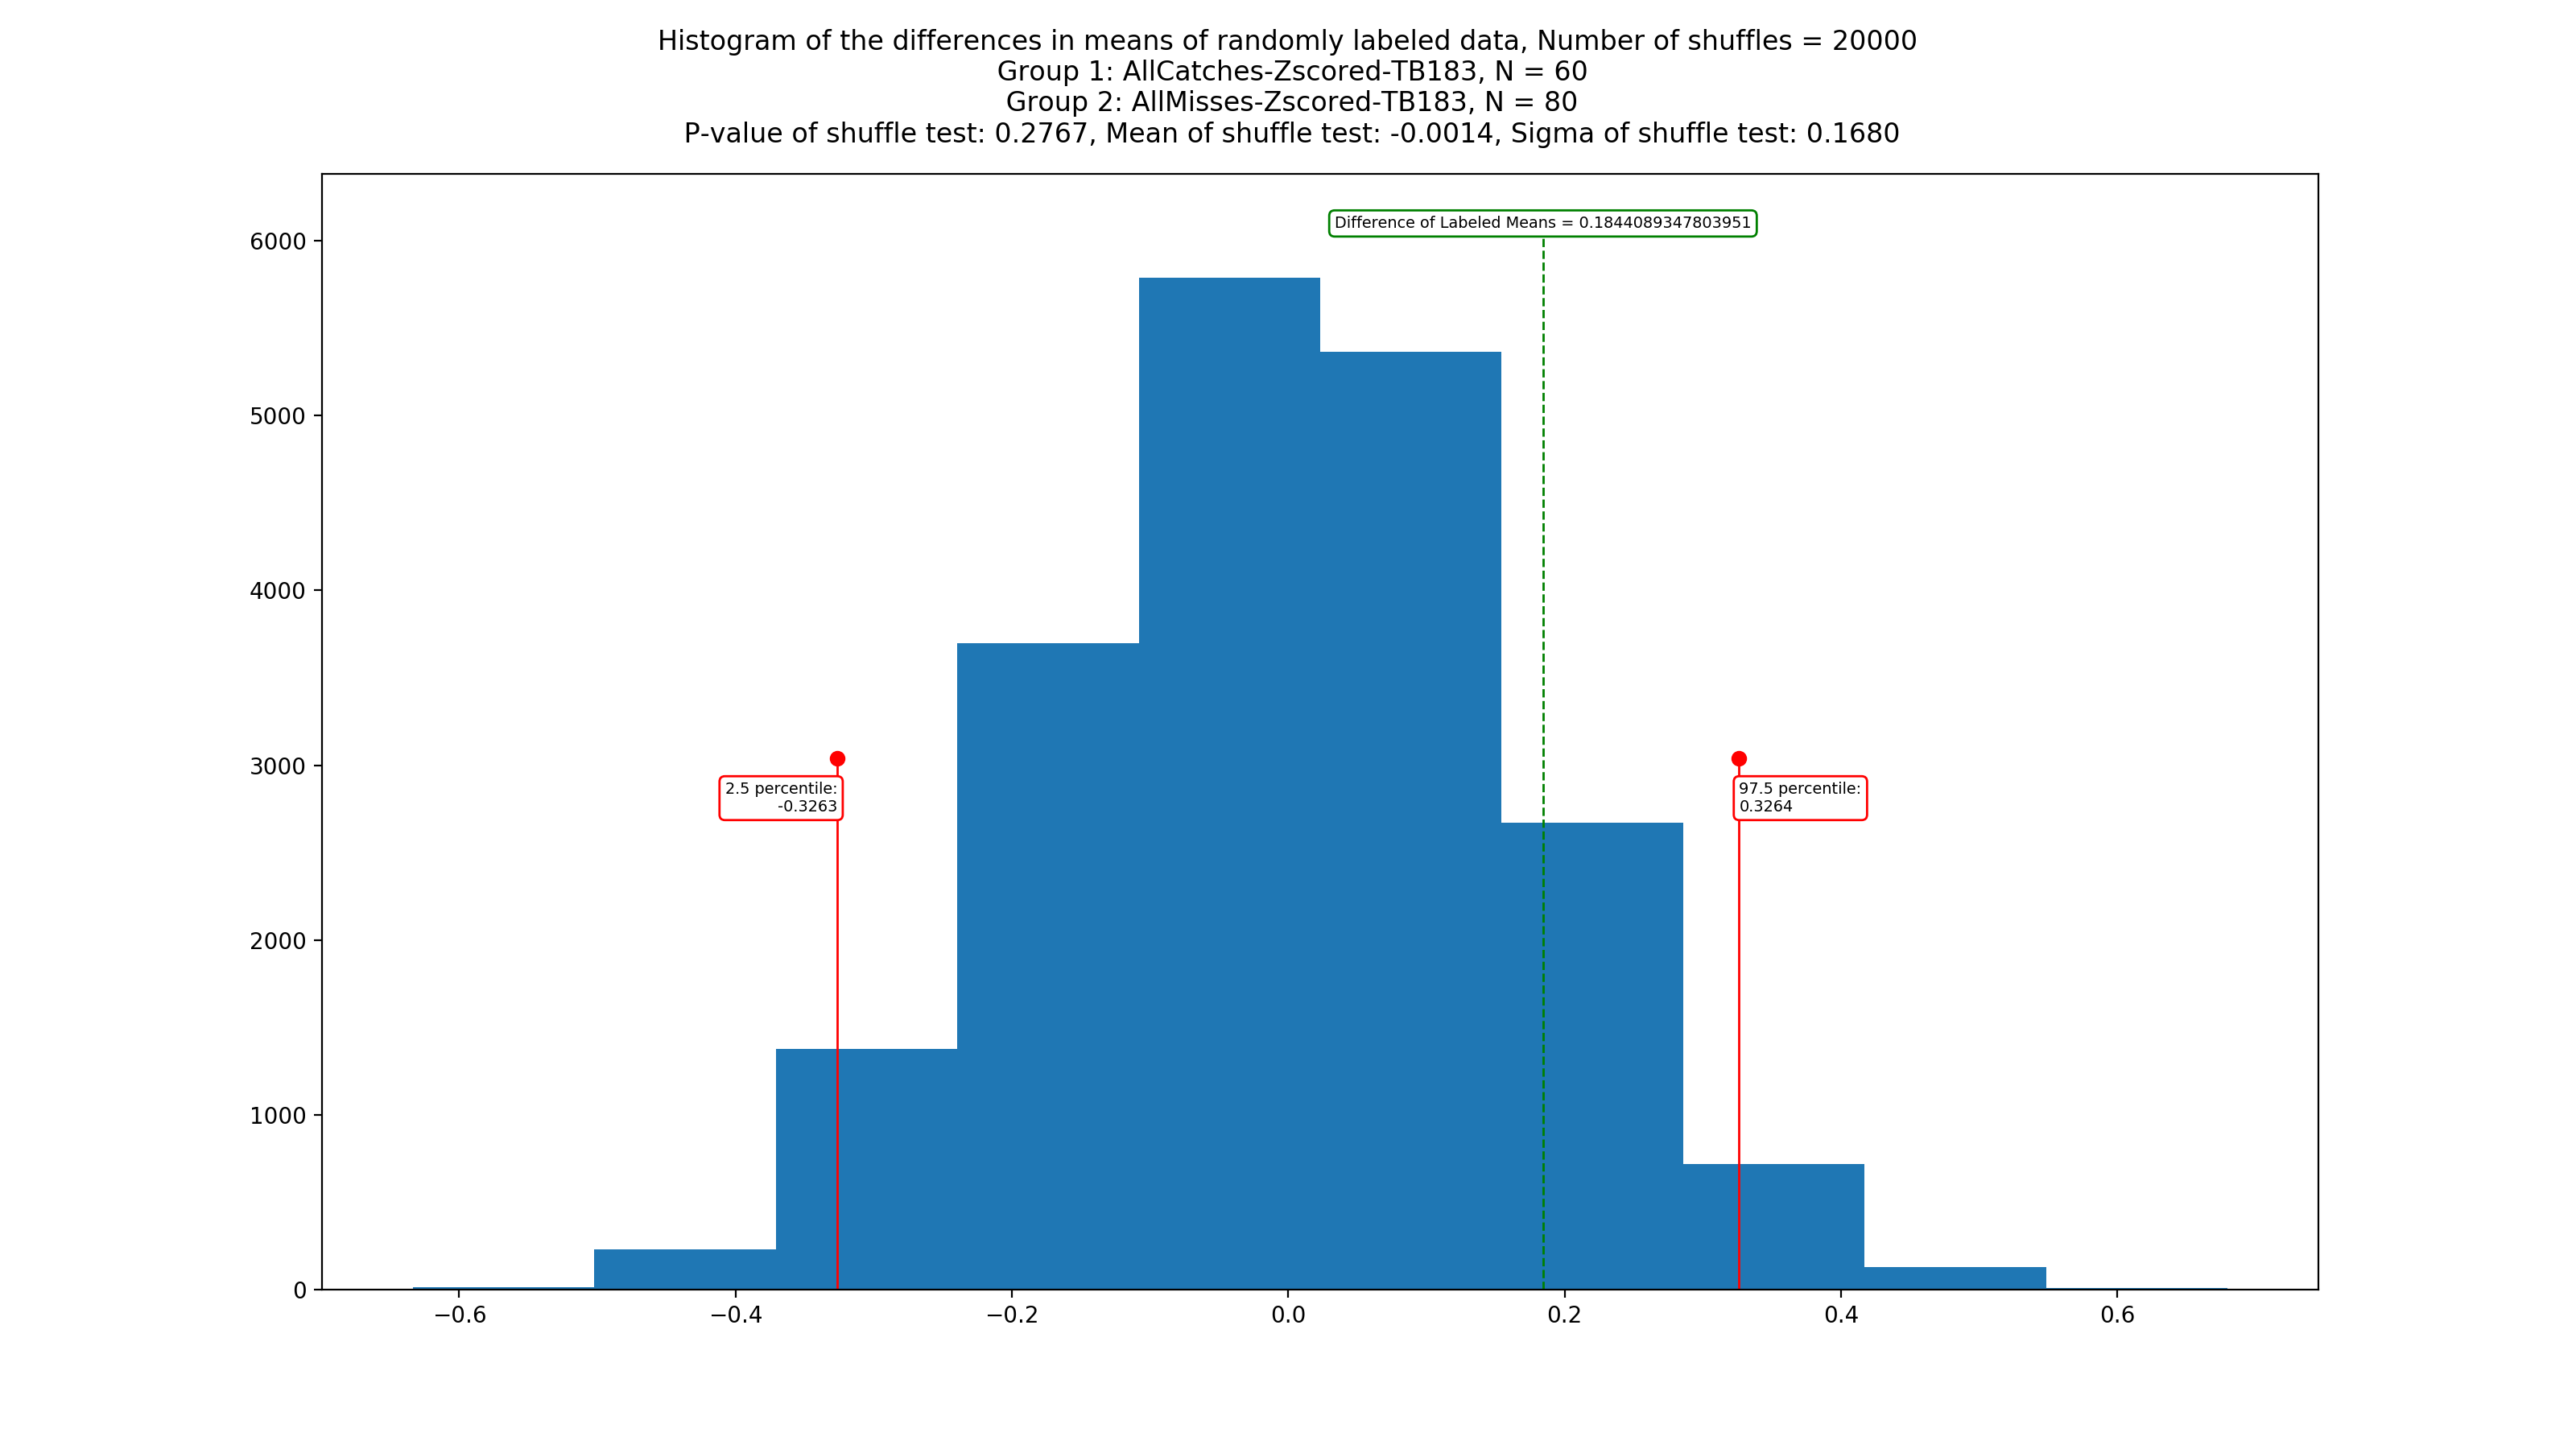 Histogram of the differences in means of randomly labeled data, Number of shuffles = 20000
Group 1: AllCatches-Zscored-TB183, N = 60
Group 2: AllMisses-Zscored-TB183, N = 80
P-value of shuffle test: 0.2767, Mean of shuffle test: -0.0014, Sigma of shuffle test: 0.1680
Difference of Labeled Means = 0.1844089347803951
6000
5000
4000
3000
2.5 percentile:
-0.3263
97.5 percentile:
0.3264
2000
1000
0
−0.6
−0.4
−0.2
0.0
0.2
0.4
0.6